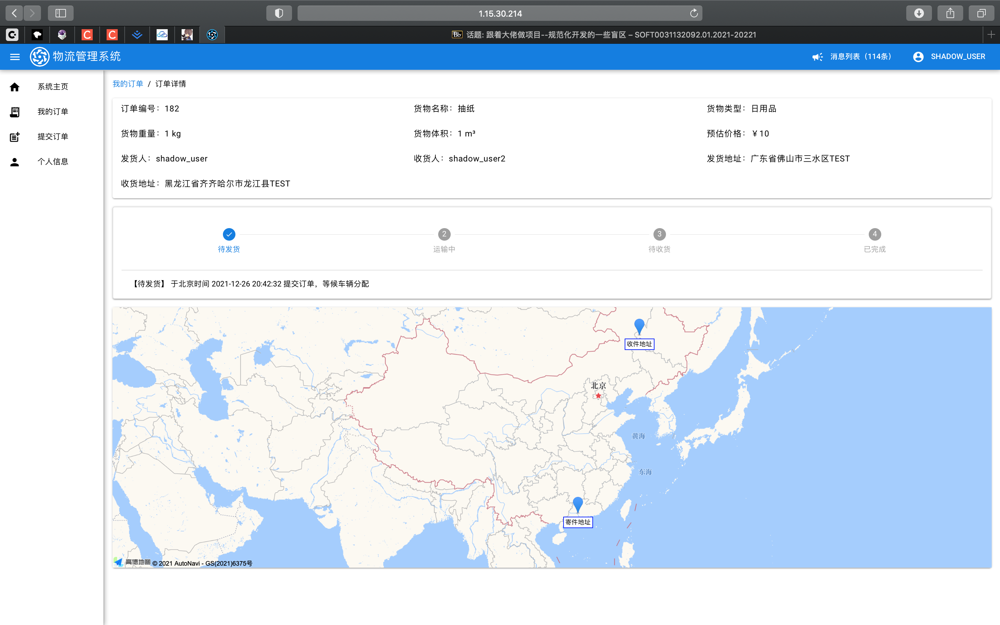 1.15.30.214
Bb 话题: 跟着大佬做项目--规范化开发的一些盲区 – SOFT0031132092.01.2021-20221
物流管理系统
消息列表（114条）
SHADOW_USER
系统主页
我的订单
提交订单
个人信息
我的订单 / 订单详情
订单编号：182
货物名称：抽纸
货物类型：日用品
货物重量：1 kg
货物体积：1 m³
预估价格：￥10
发货人：shadow_user
收货人：shadow_user2
发货地址：广东省佛山市三水区TEST
收货地址：黑龙江省齐齐哈尔市龙江县TEST
2
3
4
待发货
运输中
待收货
已完成
【待发货】 于北京时间 2021-12-26 20:42:32 提交订单，等候车辆分配
收件地址
北京
黄海
东海
寄件地址
高德地圖 © 2021 AutoNavi - GS(2021)6375号